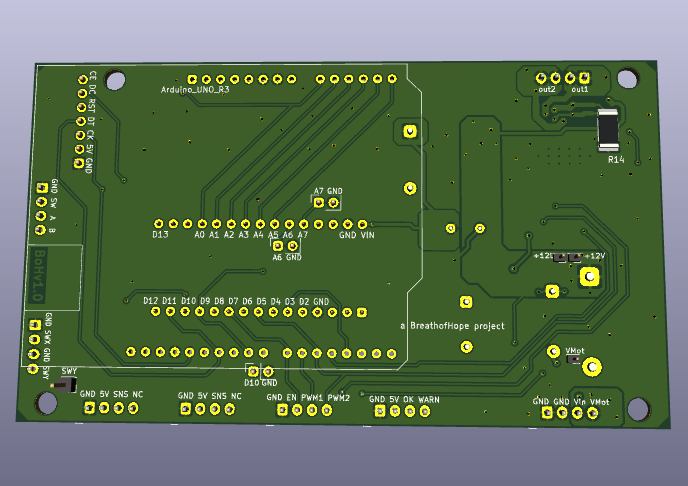 CE DC RST DT CK 5V GND
Arduino_UNO_R3
out2 out1
R14
GND SW A B
A7 GND
D13 A0 A1 A2 A3 A4 A5 A6 A7 GND VIN
A6 GND
+12V +12V
BoHv1.0
D12 D11 D10 D9 D8 D7 D6 D5 D4 D3 D2 GND
a BreathofHope project
GND SWX GND SWY
VMot
SWY
D10 GND
GND 5V SNS NC
GND 5V SNS NC
GND EN PWM1 PWM2
GND 5V OK WARN
GND GND Vin VMot